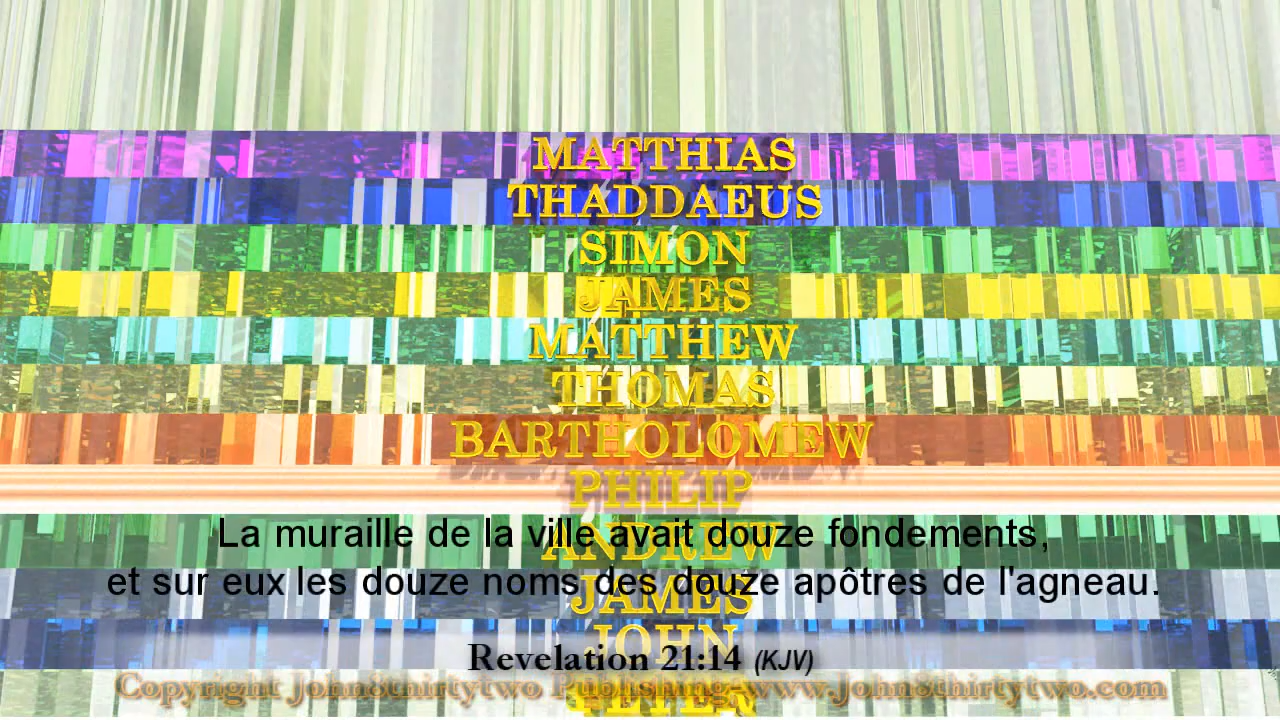 MATTHIAS
THADDAEUS
SIMON
JAMES
MATTHEW
THOMAS
BARTHOLOMEW
PHILIP
La muraille de la ville avait douze fondements,
ANDREW
et sur eux les douze noms des douze apôtres de l'agneau.
JAMES
JOHN
Revelation 21:14 (KJV)
Copyright John8thirtytwo Publishing-www.John8thirtytwo.com
PETER